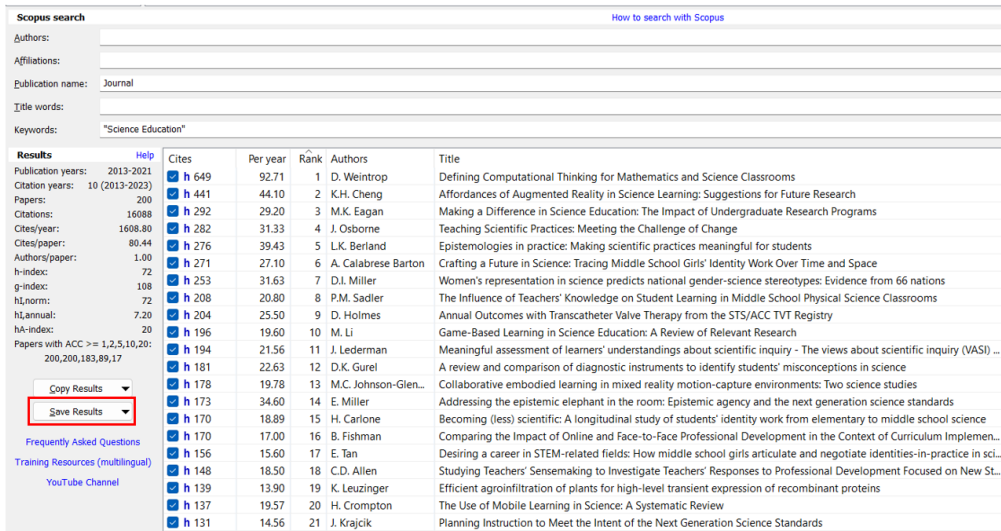 Scopus search How to search with Scopus
Authors:
Affiliations:
Publication name: Journal
Title words:
Keywords: "Science Education"
Results Help
Publication years: 2013-2021
Citation years: 10 (2013-2023)
Papers: 200
Citations: 16088
Cites/year: 1608.80
Cites/paper: 80.44
Authors/paper: 1.00
h-index: 72
g-index: 108
hI,norm: 72
hI,annual: 7.20
hA-index: 20
Papers with ACC >= 1,2,5,10,20:
200,200,183,89,17
Copy Results
Save Results
Frequently Asked Questions
Training Resources (multilingual)
YouTube Channel
Cites Per year Rank Authors Title
h 649 92.71 1 D. Weintrop Defining Computational Thinking for Mathematics and Science Classrooms
h 441 44.10 2 K.H. Cheng Affordances of Augmented Reality in Science Learning: Suggestions for Future Research
h 292 29.20 3 M.K. Eagan Making a Difference in Science Education: The Impact of Undergraduate Research Programs
h 282 31.33 4 J. Osborne Teaching Scientific Practices: Meeting the Challenge of Change
h 276 39.43 5 L.K. Berland Epistemologies in practice: Making scientific practices meaningful for students
h 271 27.10 6 A. Calabrese Barton Crafting a Future in Science: Tracing Middle School Girls' Identity Work Over Time and Space
h 253 31.63 7 D.I. Miller Women's representation in science predicts national gender-science stereotypes: Evidence from 66 nations
h 208 20.80 8 P.M. Sadler The Influence of Teachers' Knowledge on Student Learning in Middle School Physical Science Classrooms
h 204 25.50 9 D. Holmes Annual Outcomes with Transcatheter Valve Therapy from the STS/ACC TVT Registry
h 196 19.60 10 M. Li Game-Based Learning in Science Education: A Review of Relevant Research
h 194 21.56 11 J. Lederman Meaningful assessment of learners' understandings about scientific inquiry - The views about scientific inquiry (VASI) ...
h 181 22.63 12 D.K. Gurel A review and comparison of diagnostic instruments to identify students' misconceptions in science
h 178 19.78 13 M.C. Johnson-Glen... Collaborative embodied learning in mixed reality motion-capture environments: Two science studies
h 173 34.60 14 E. Miller Addressing the epistemic elephant in the room: Epistemic agency and the next generation science standards
h 170 18.89 15 H. Carlone Becoming (less) scientific: A longitudinal study of students' identity work from elementary to middle school science
h 170 17.00 16 B. Fishman Comparing the Impact of Online and Face-to-Face Professional Development in the Context of Curriculum Implemen...
h 156 15.60 17 E. Tan Desiring a career in STEM-related fields: How middle school girls articulate and negotiate identities-in-practice in sci...
h 148 18.50 18 C.D. Allen Studying Teachers' Sensemaking to Investigate Teachers' Responses to Professional Development Focused on New St...
h 139 13.90 19 K. Leuzinger Efficient agroinfiltration of plants for high-level transient expression of recombinant proteins
h 137 19.57 20 H. Crompton The Use of Mobile Learning in Science: A Systematic Review
h 131 14.56 21 J. Krajcik Planning Instruction to Meet the Intent of the Next Generation Science Standards